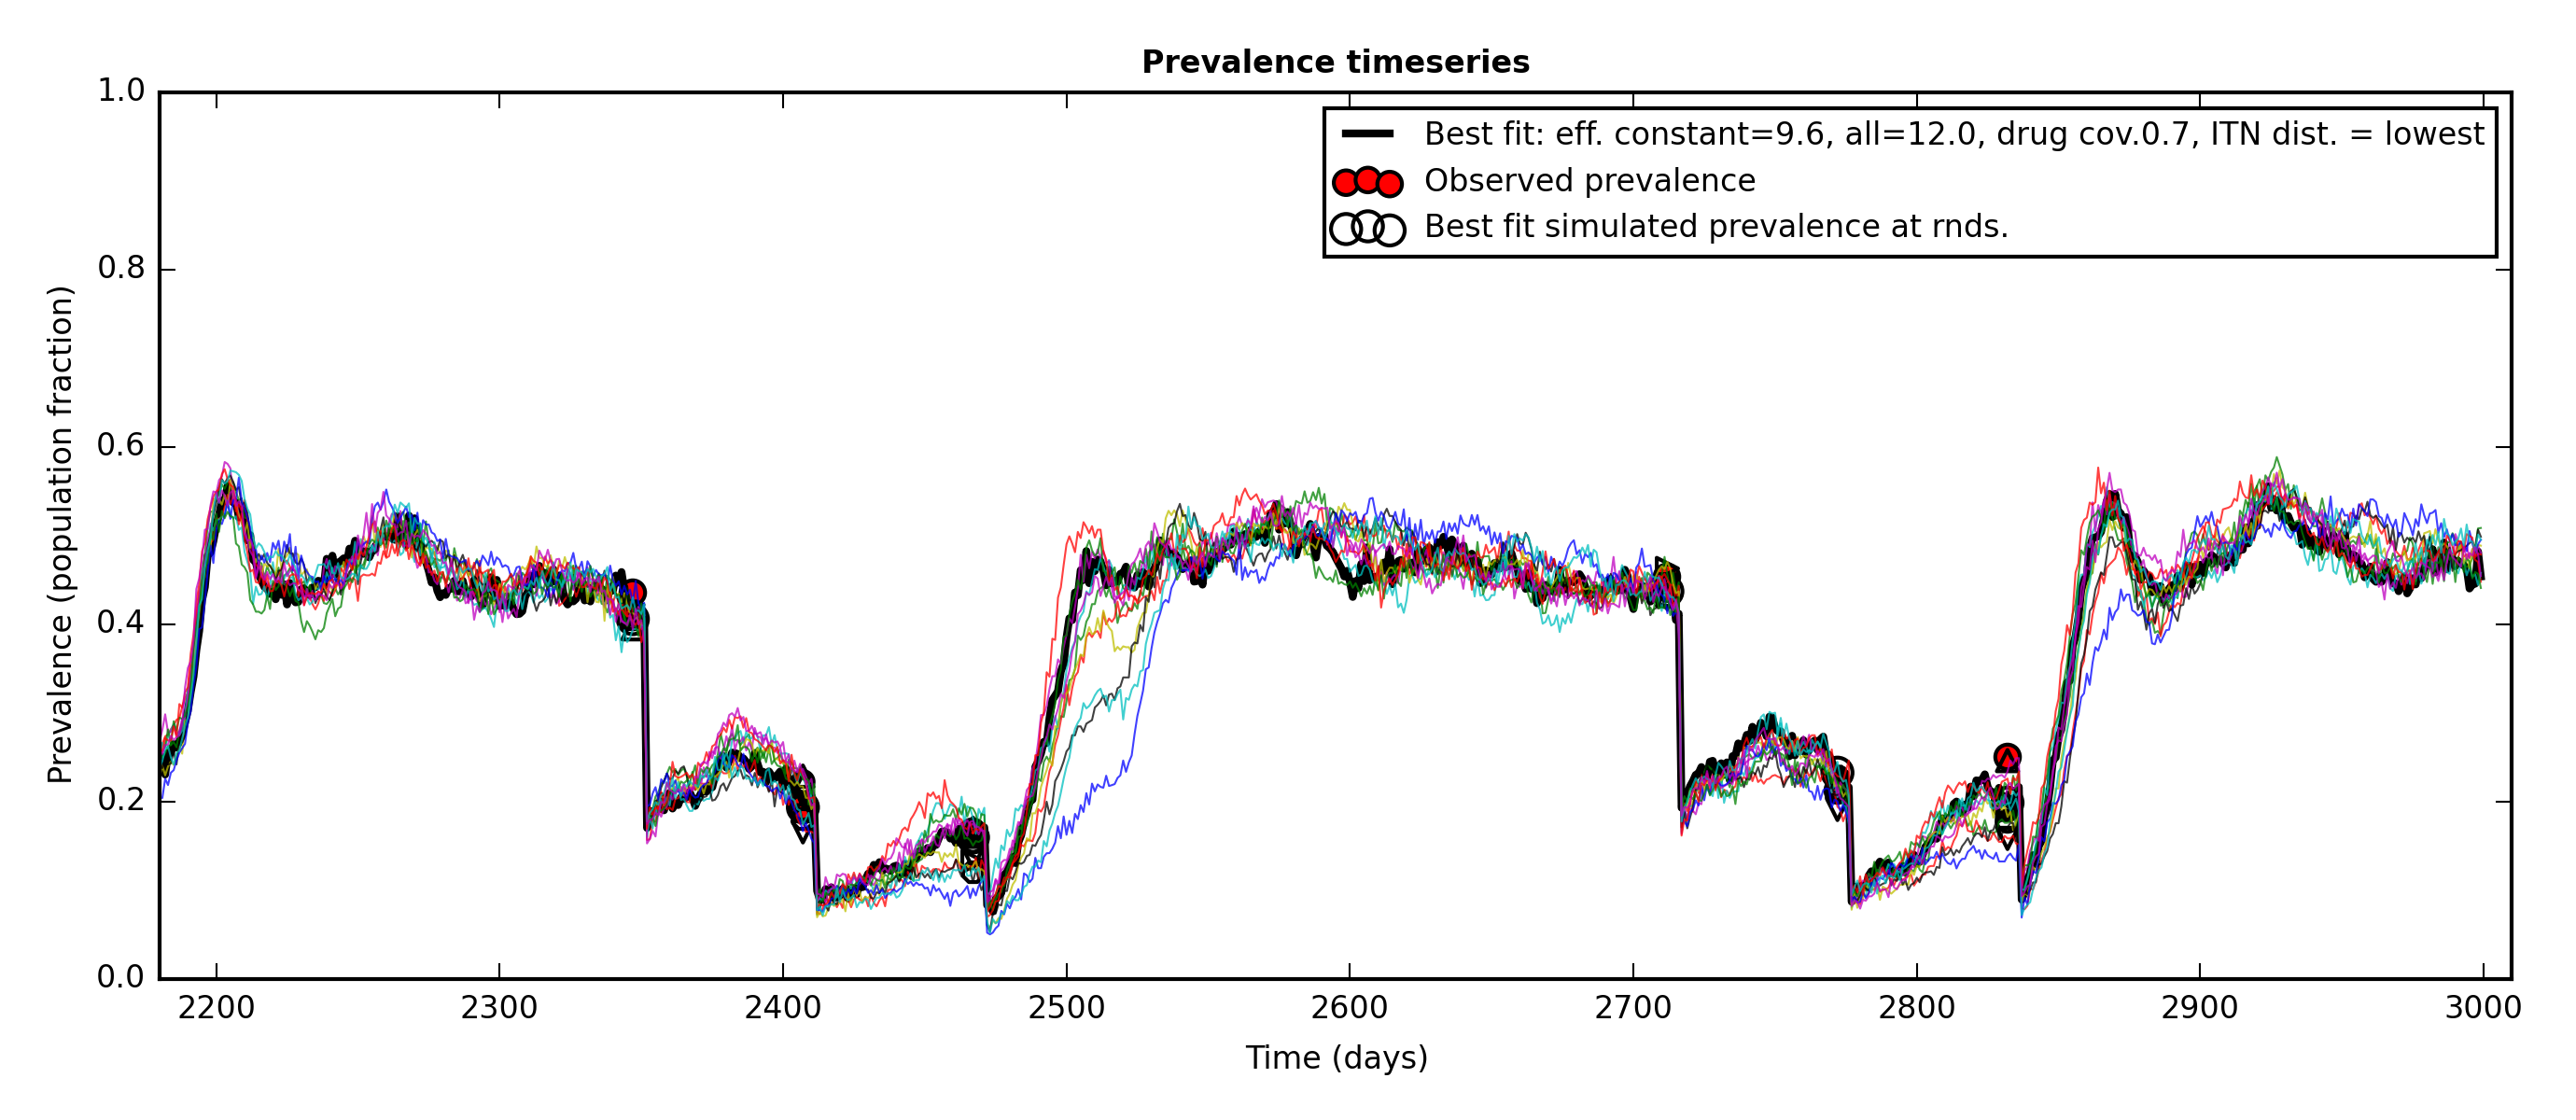 Prevalence timeseries
1.0
0.8
0.6
0.4
0.2
0.0
Prevalence (population fraction)
Best fit: eff. constant=9.6, all=12.0, drug cov.0.7, ITN dist. = lowest
Observed prevalence
Best fit simulated prevalence at rnds.
2200 2300 2400 2500 2600 2700 2800 2900 3000
Time (days)